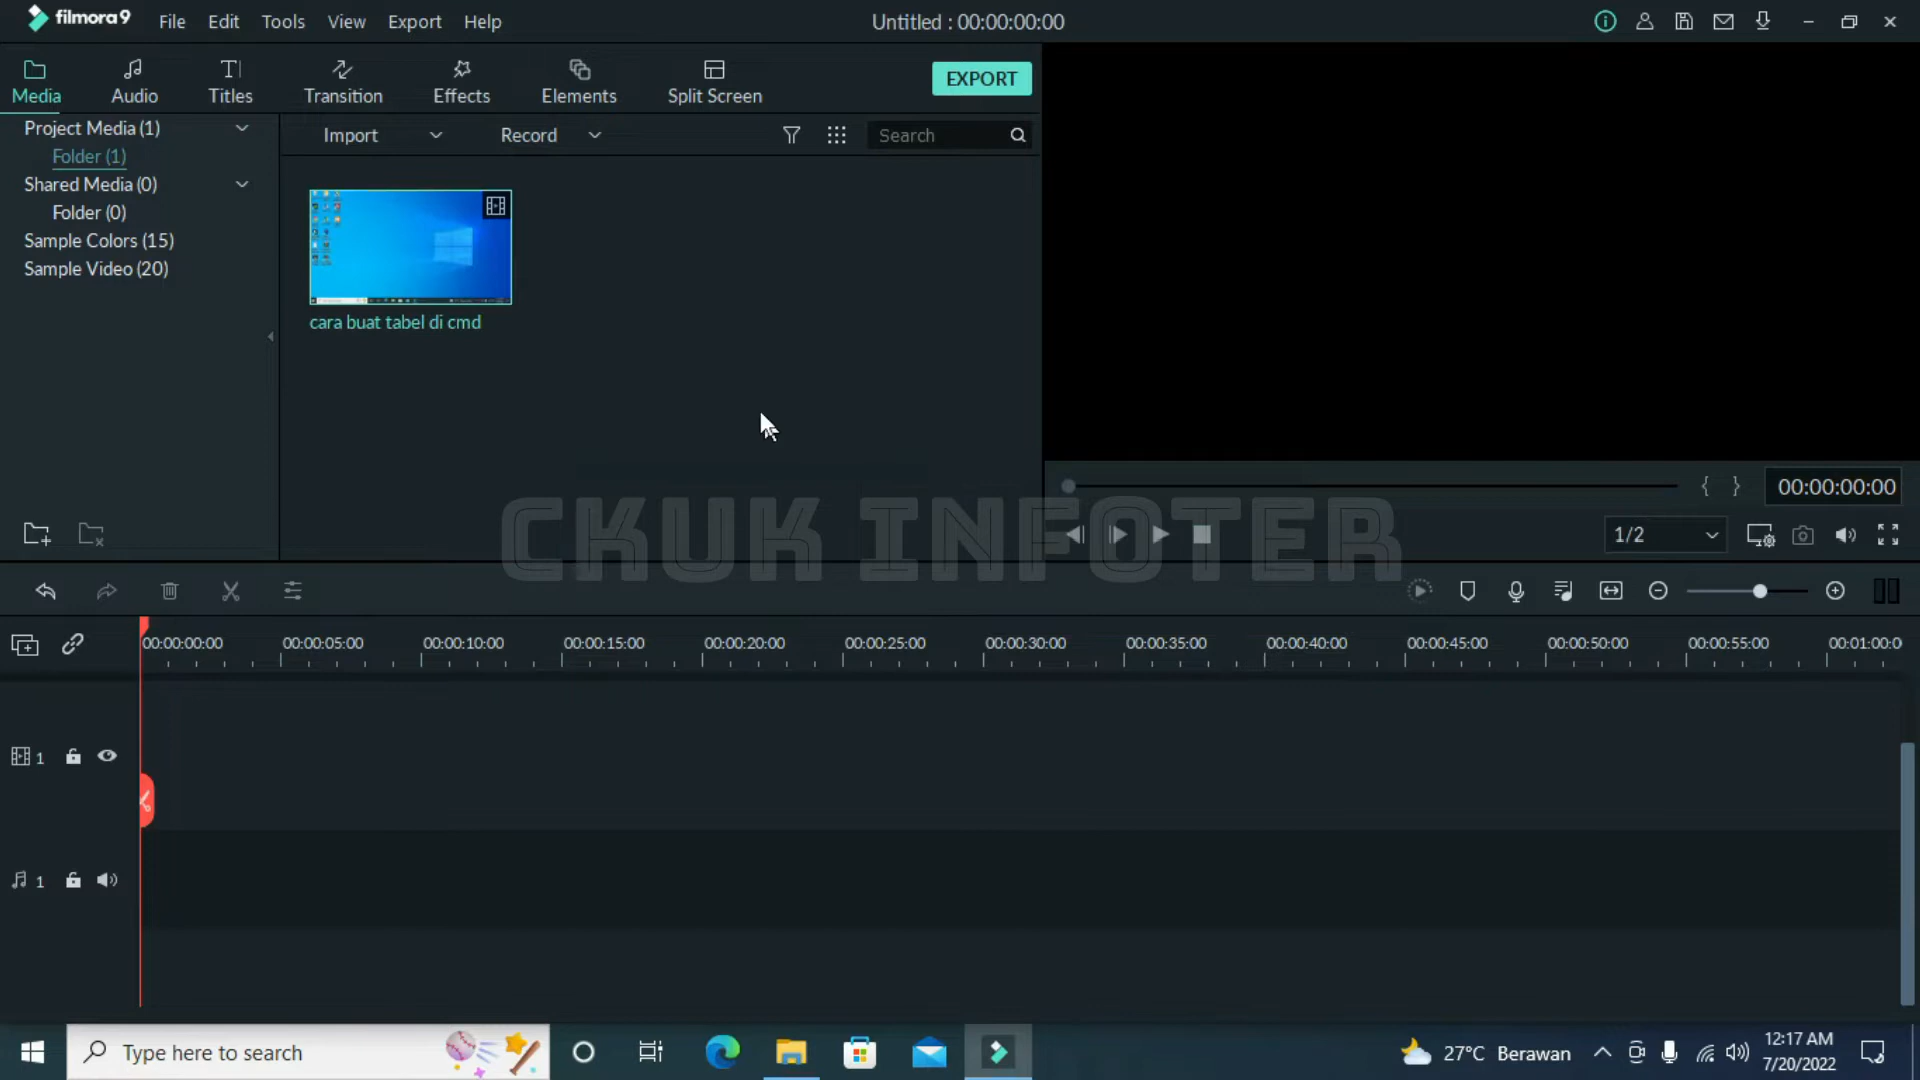 filmora9 File Edit Tools View Export Help Untitled : 00:00:00:00
Media Audio Titles Transition Effects Elements Split Screen EXPORT
Project Media (1)
Folder (1)
Shared Media (0)
Folder (0)
Sample Colors (15)
Sample Video (20)
Import Record Search
cara buat tabel di cmd
{ } 00:00:00:00
1/2
CKUK INFOTER
00:00:00:00 00:00:05:00 00:00:10:00 00:00:15:00 00:00:20:00 00:00:25:00 00:00:30:00 00:00:35:00 00:00:40:00 00:00:45:00 00:00:50:00 00:00:55:00 00:01:00:0
1
1
Type here to search
27°C Berawan
12:17 AM
7/20/2022